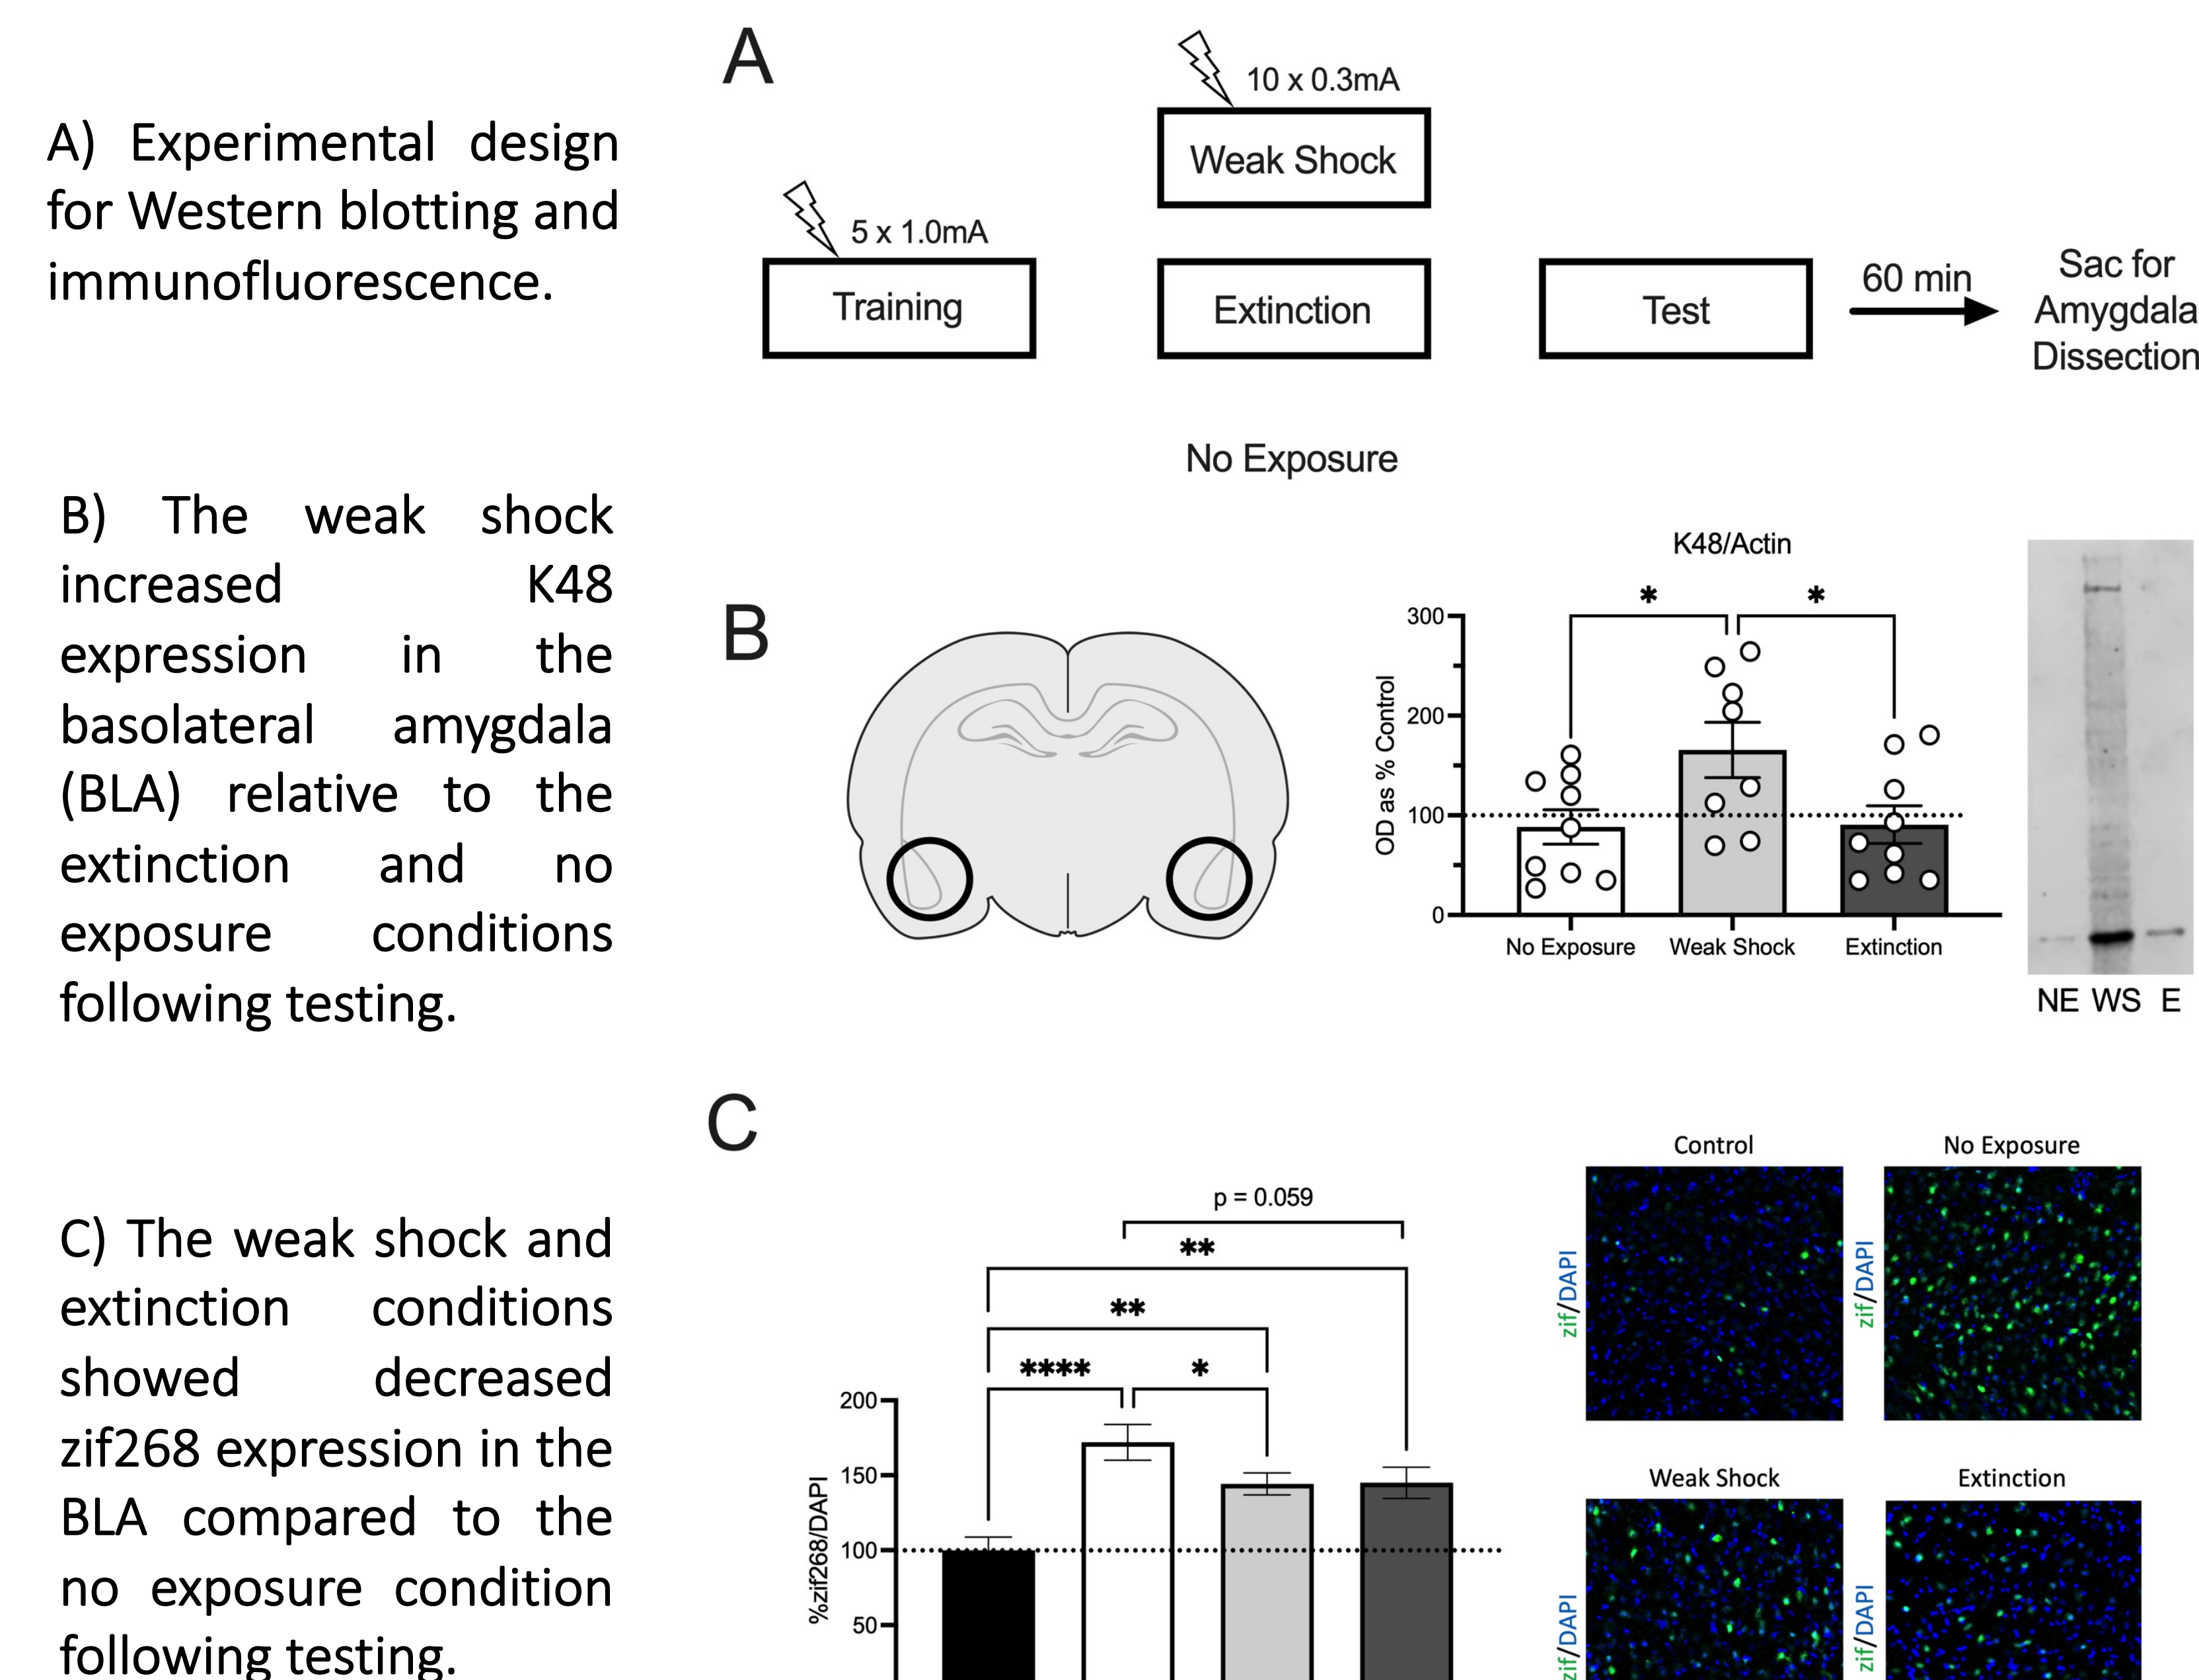 A) Experimental design
for Western blotting and
immunofluorescence.
B) The weak shock
increased K48
expression in the
basolateral amygdala
(BLA) relative to the
extinction and no
exposure conditions
following testing.
C) The weak shock and
extinction conditions
showed decreased
zif268 expression in the
BLA compared to the
no exposure condition
following testing.
A
10 x 0.3mA
Weak Shock
5 x 1.0mA
Training
Extinction
Test
60 min
Sac for
Amygdala
Dissection
No Exposure
B
K48/Actin
* *
OD as % Control
300
200
100
0
No Exposure Weak Shock Extinction
NE WS E
C
p = 0.059
**
**
**** *
%zif268/DAPI
200
150
100
50
Control
zif/DAPI
No Exposure
zif/DAPI
Weak Shock
zif/DAPI
Extinction
zif/DAPI